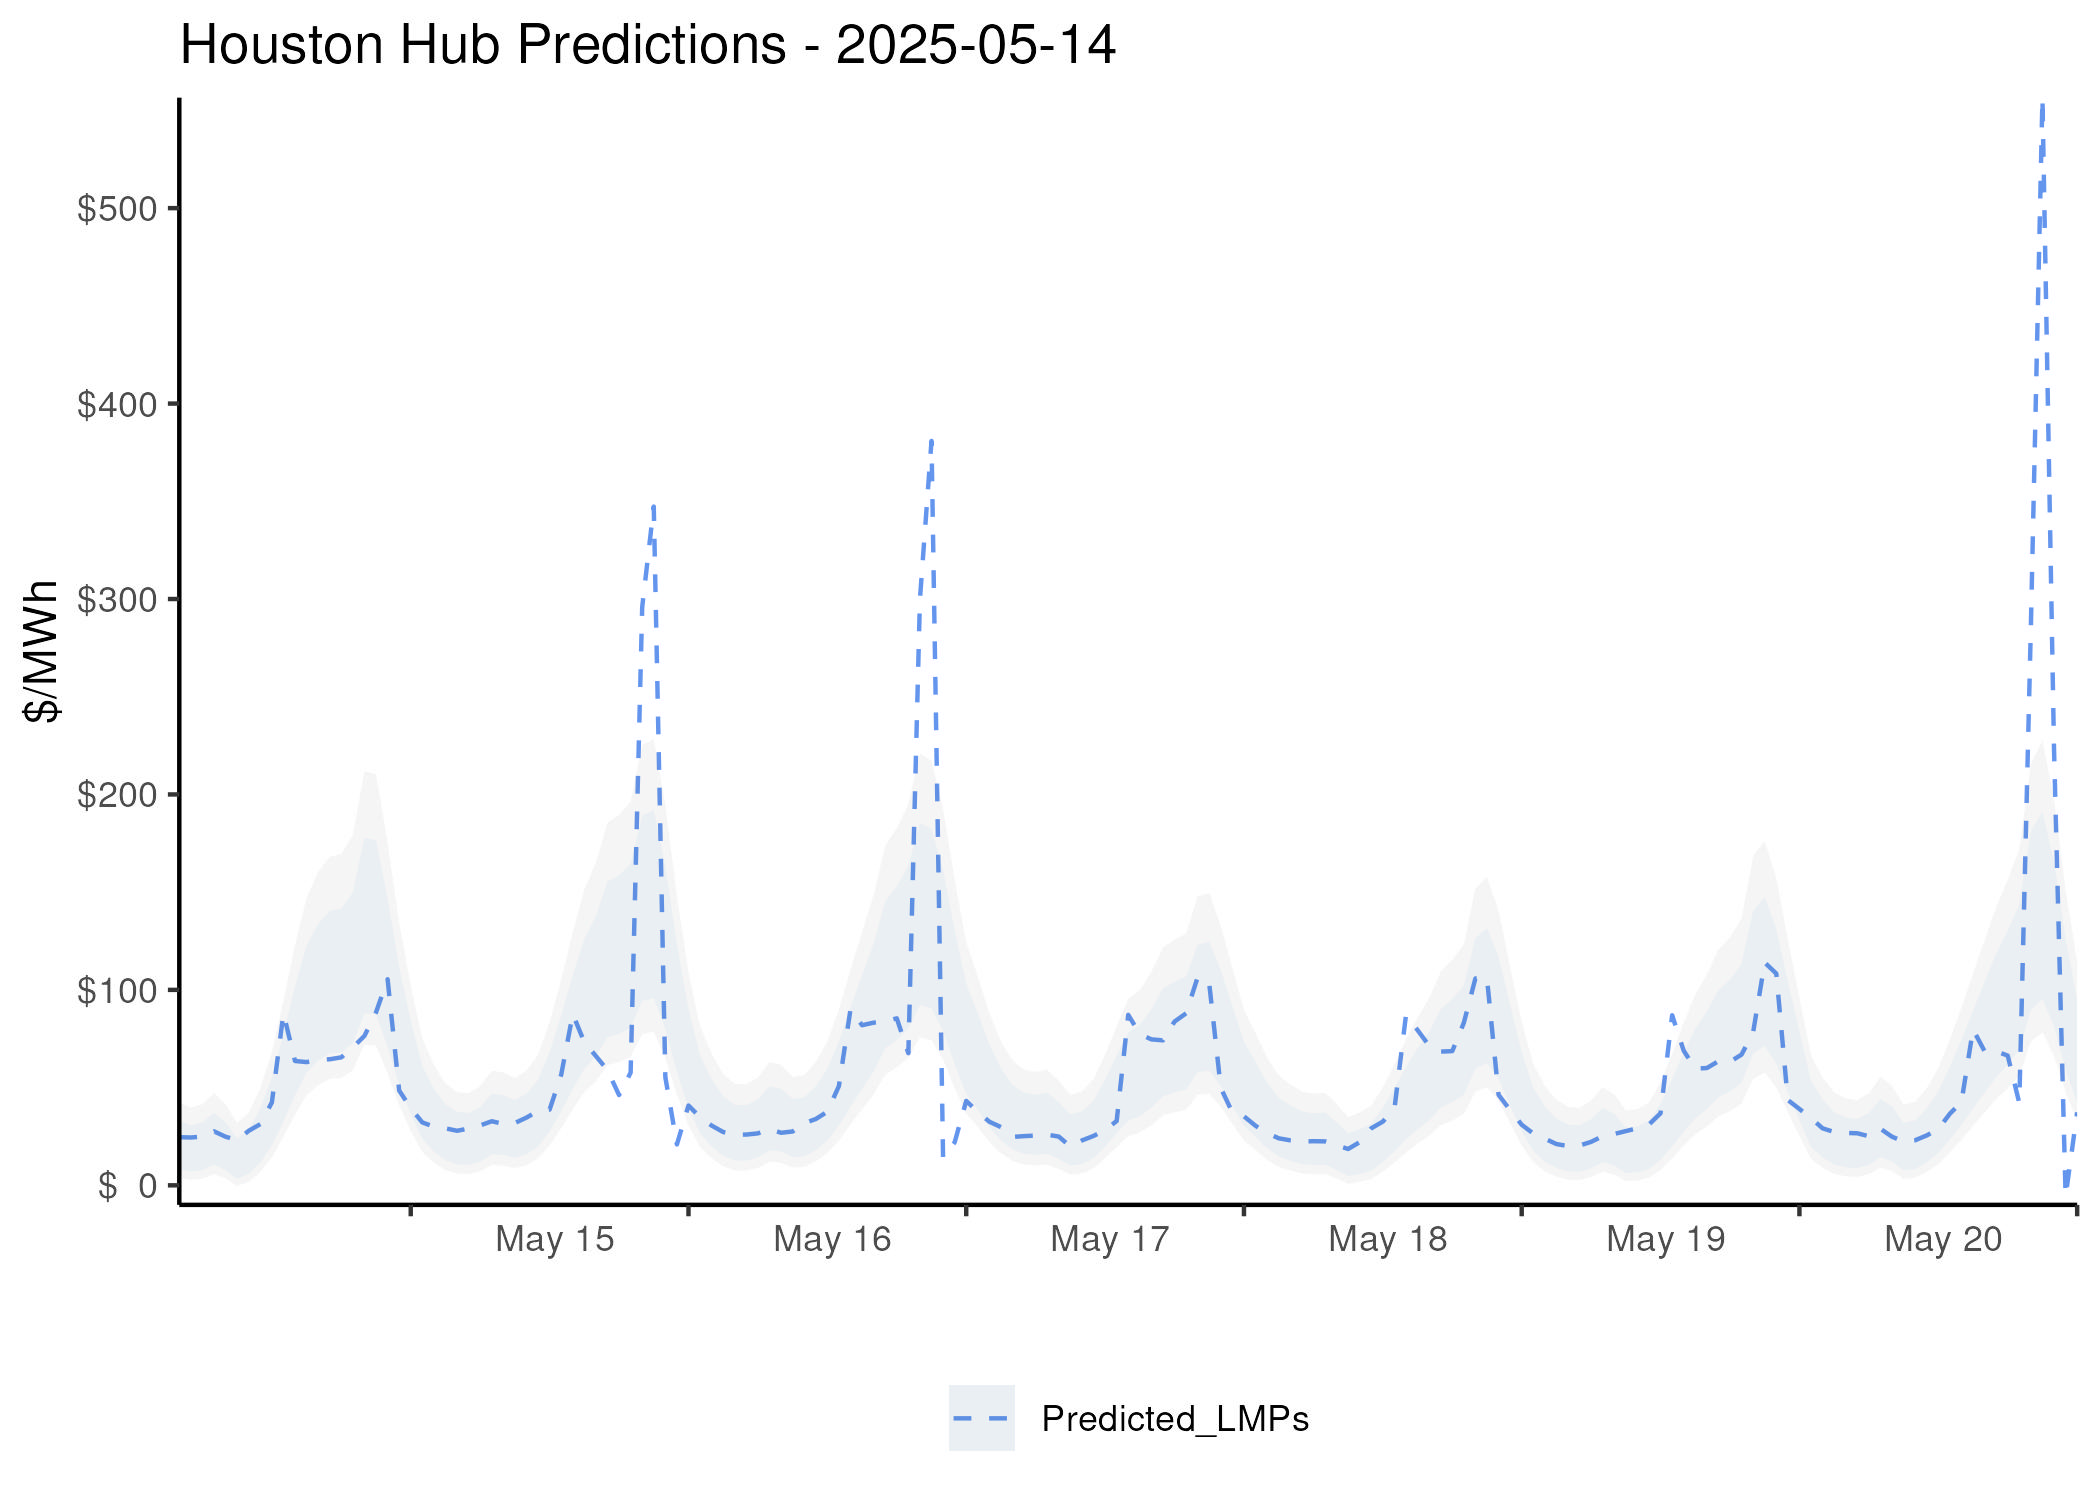 Houston Hub Predictions - 2025-05-14
$/MWh
$500
$400
$300
$200
$100
$  0
May 15
May 16
May 17
May 18
May 19
May 20
Predicted_LMPs